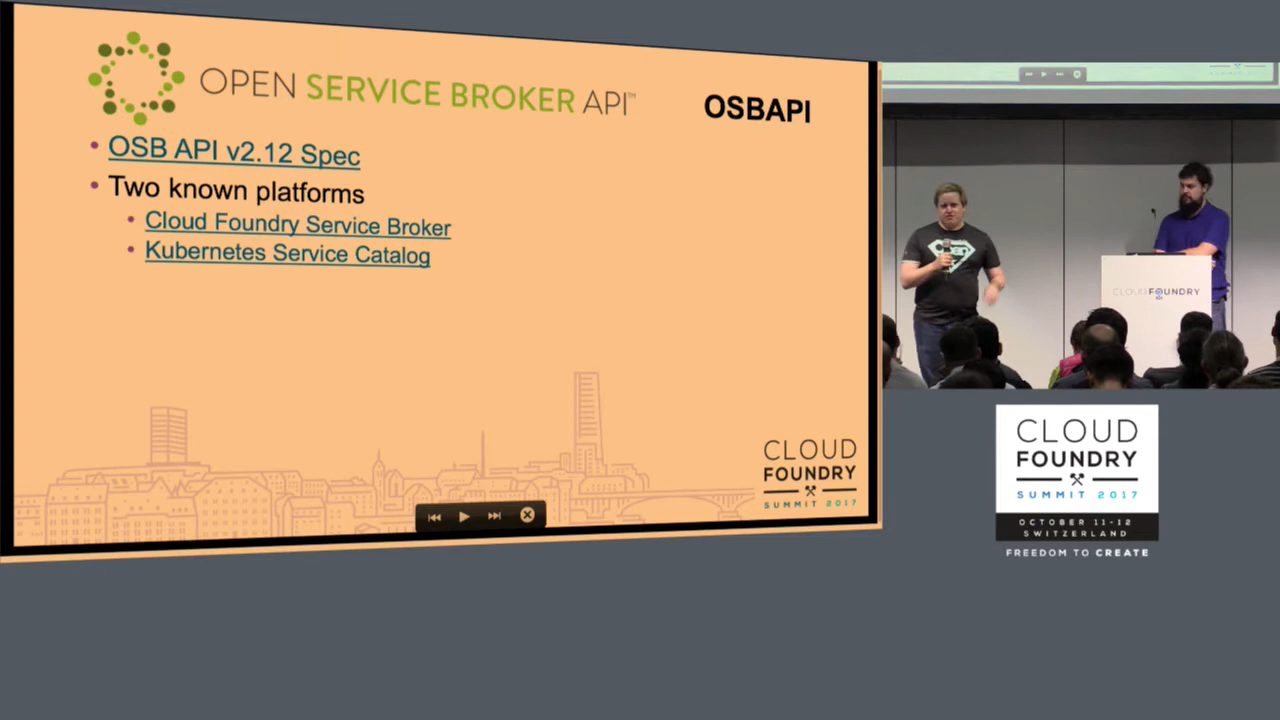 OPEN SERVICE BROKER API™
OSBAPI
OSB API v2.12 Spec
Two known platforms
Cloud Foundry Service Broker
Kubernetes Service Catalog
CLOUD
FOUNDRY
SUMMIT 2017
CLOUD FOUNDRY
CLOUD
FOUNDRY
SUMMIT 2017
OCTOBER 11-12
SWITZERLAND
FREEDOM TO CREATE